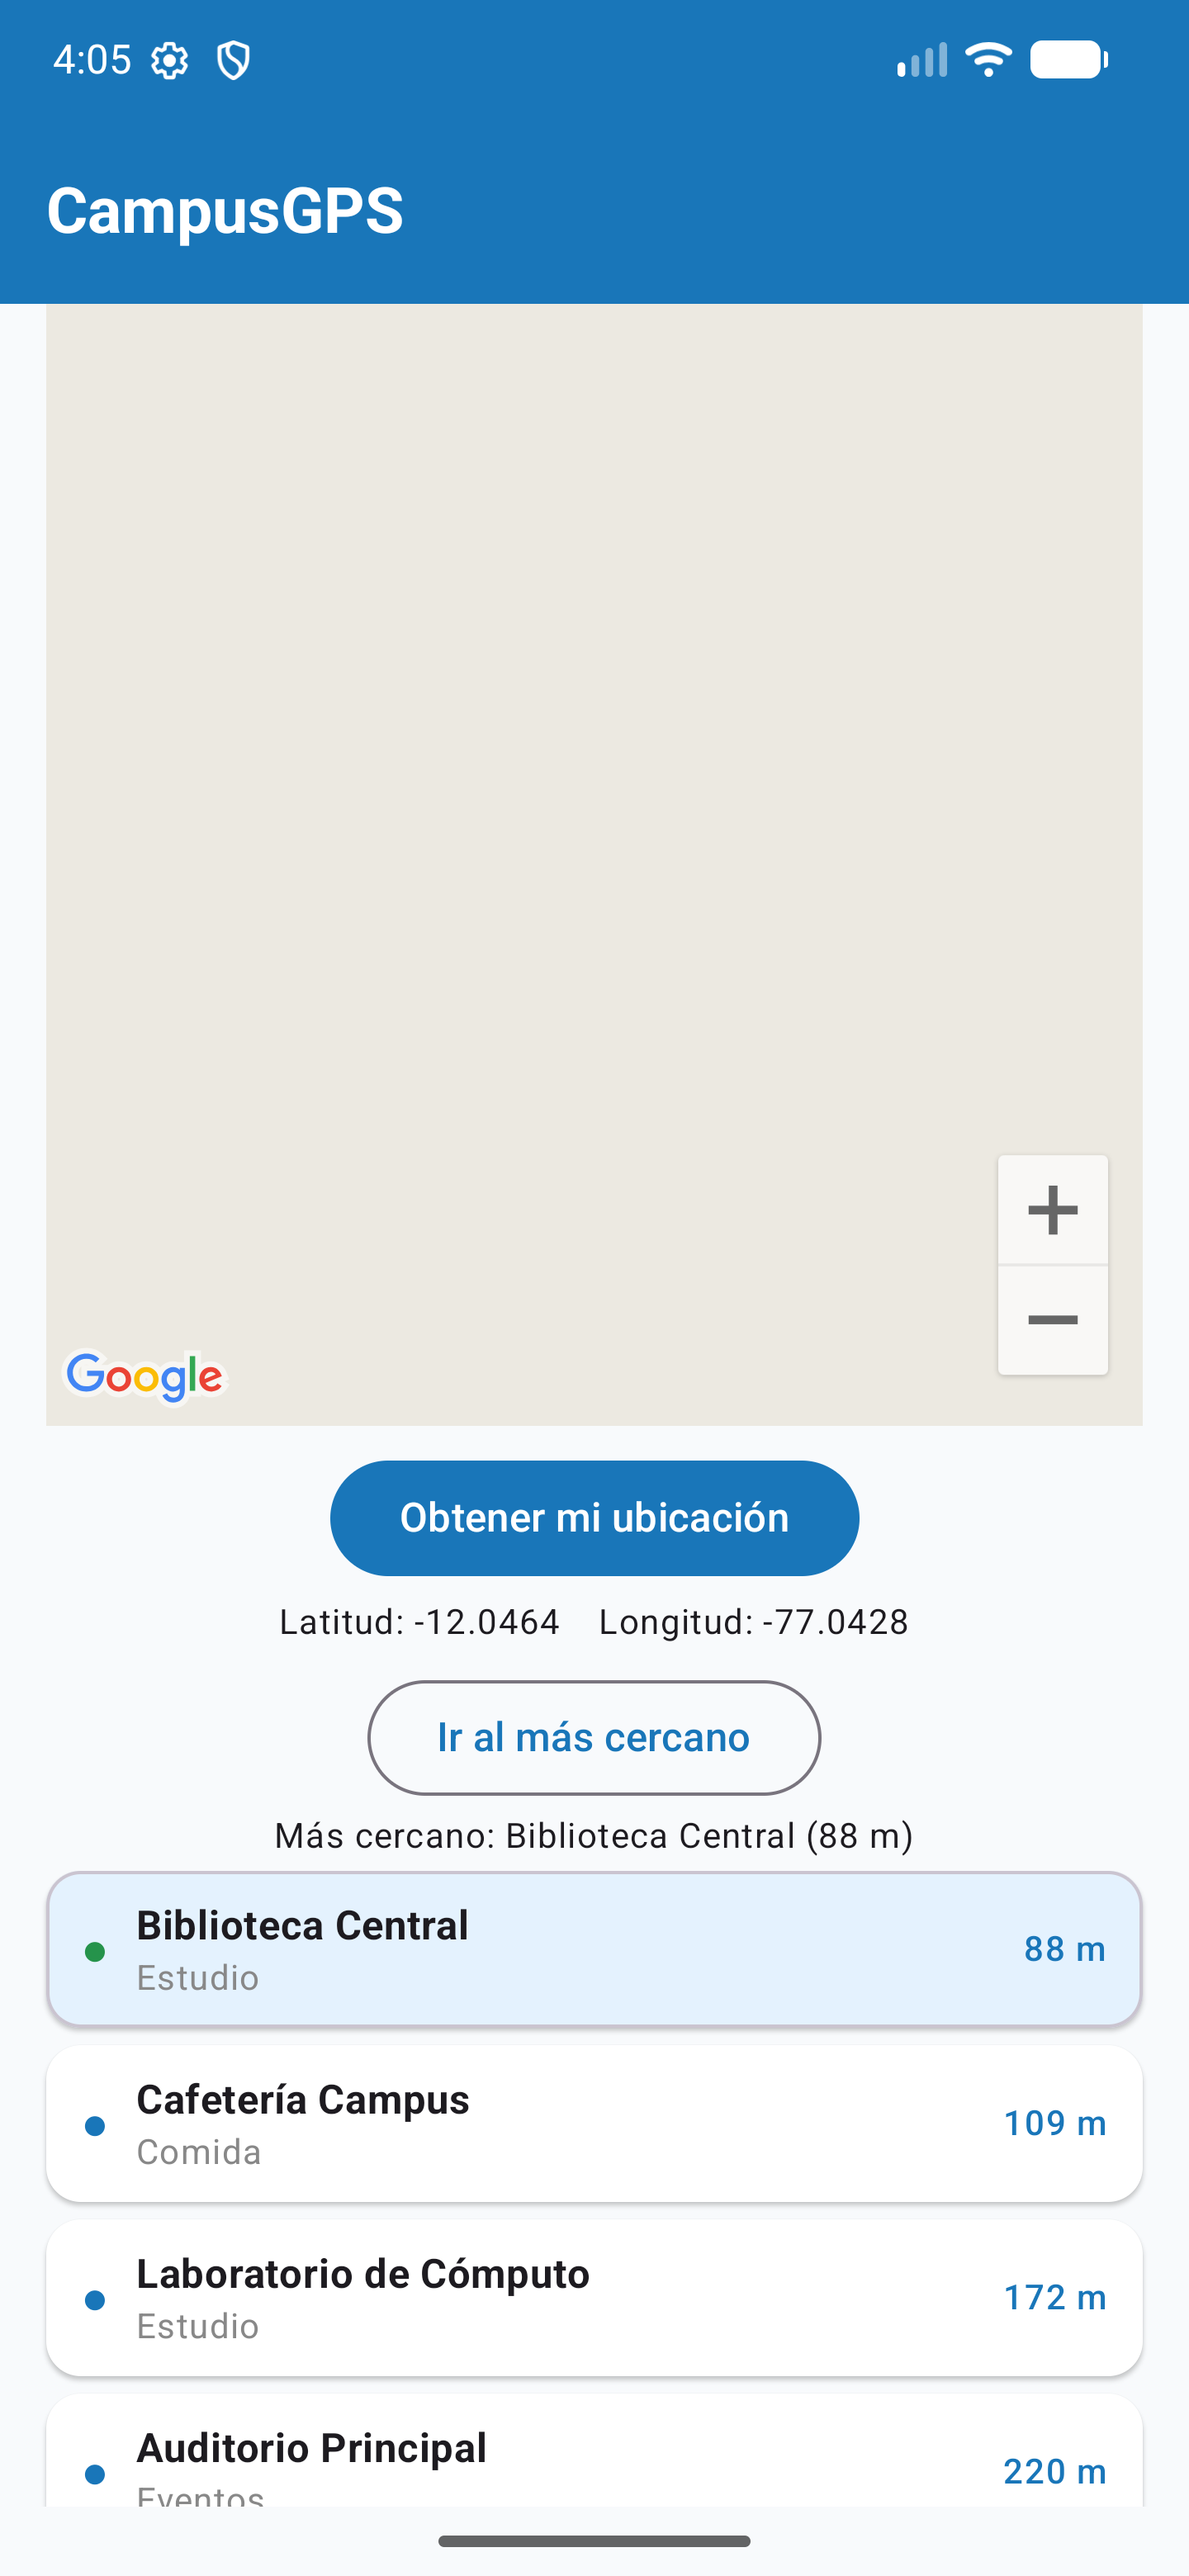 4:05
CampusGPS
Google
Obtener mi ubicación
Latitud: -12.0464 Longitud: -77.0428
Ir al más cercano
Más cercano: Biblioteca Central (88 m)
Biblioteca Central
Estudio
88 m
Cafetería Campus
Comida
109 m
Laboratorio de Cómputo
Estudio
172 m
Auditorio Principal
Eventos
220 m